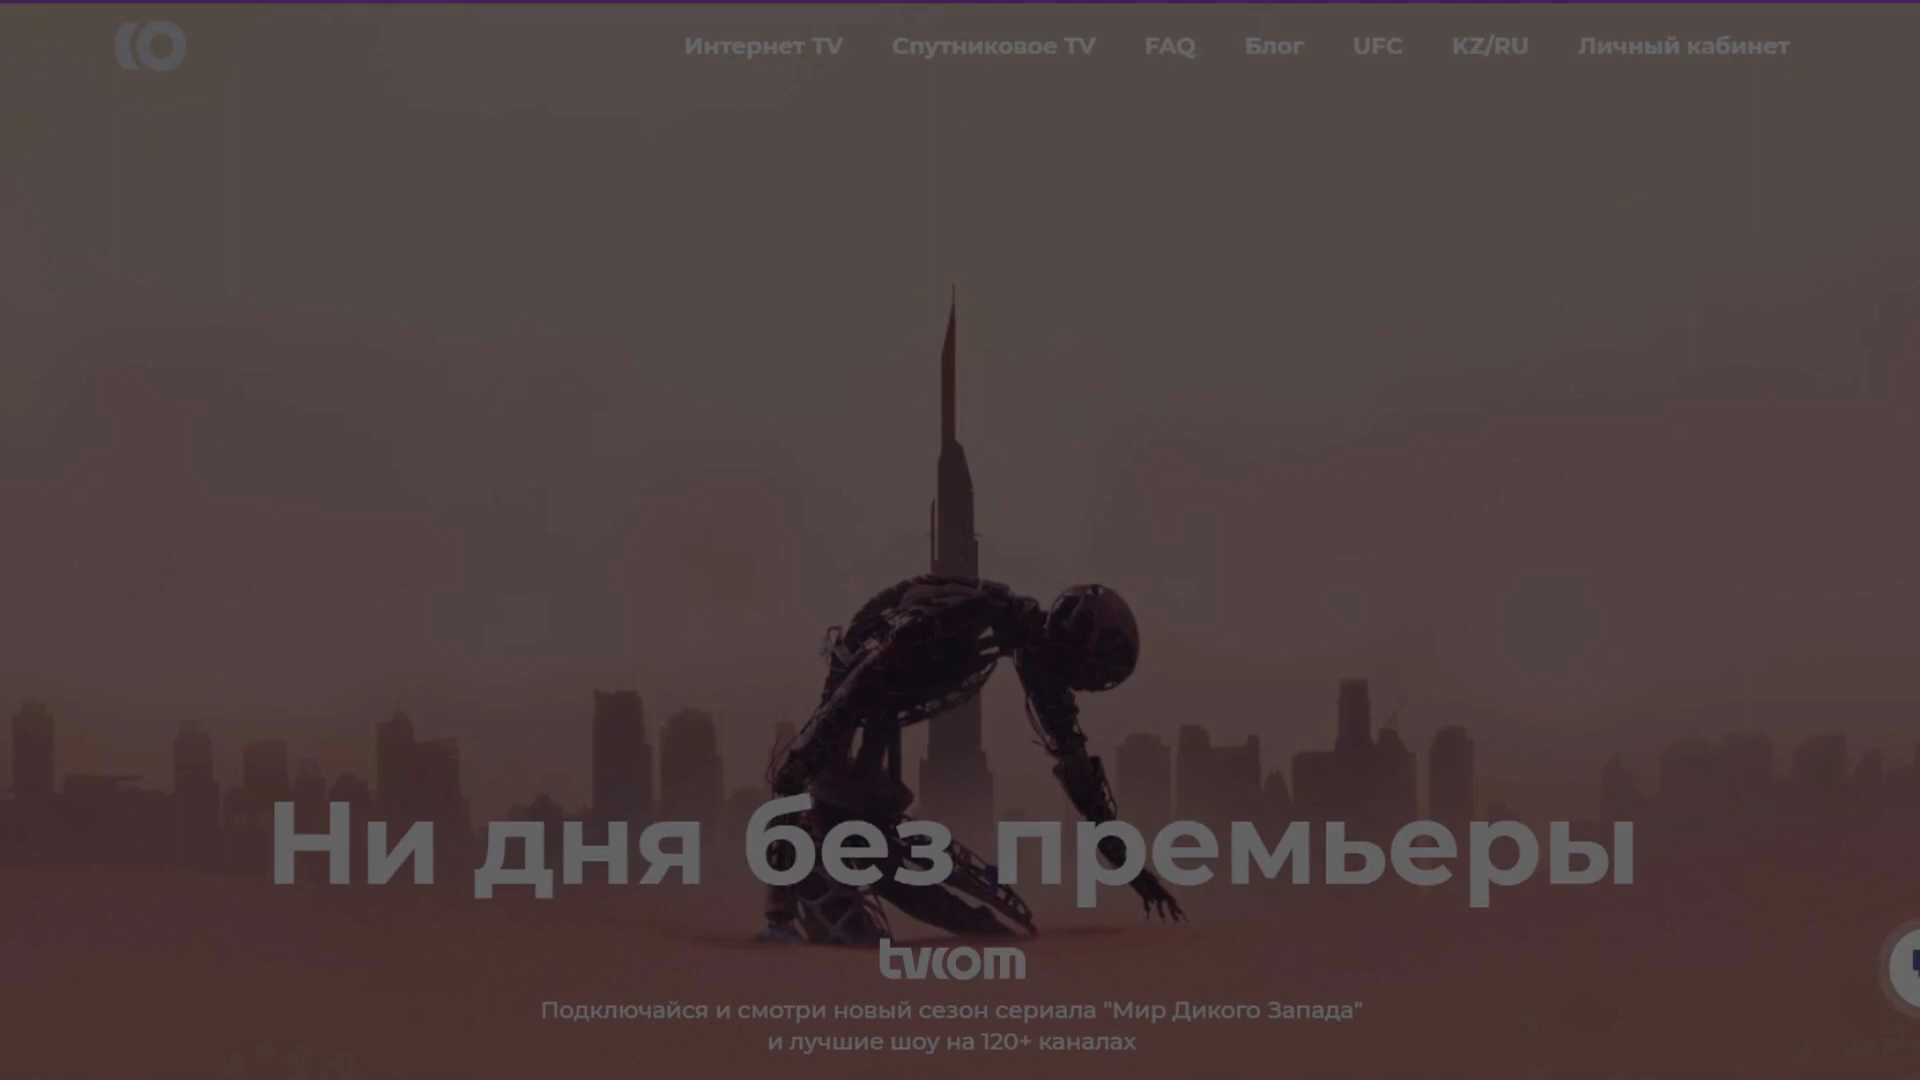 Интернет TV Спутниковое TV FAQ Блог UFC KZ/RU Личный кабинет
Ни дня без премьеры
tvcom
Подключайся и смотри новый сезон сериала "Мир Дикого Запада"
и лучшие шоу на 120+ каналах